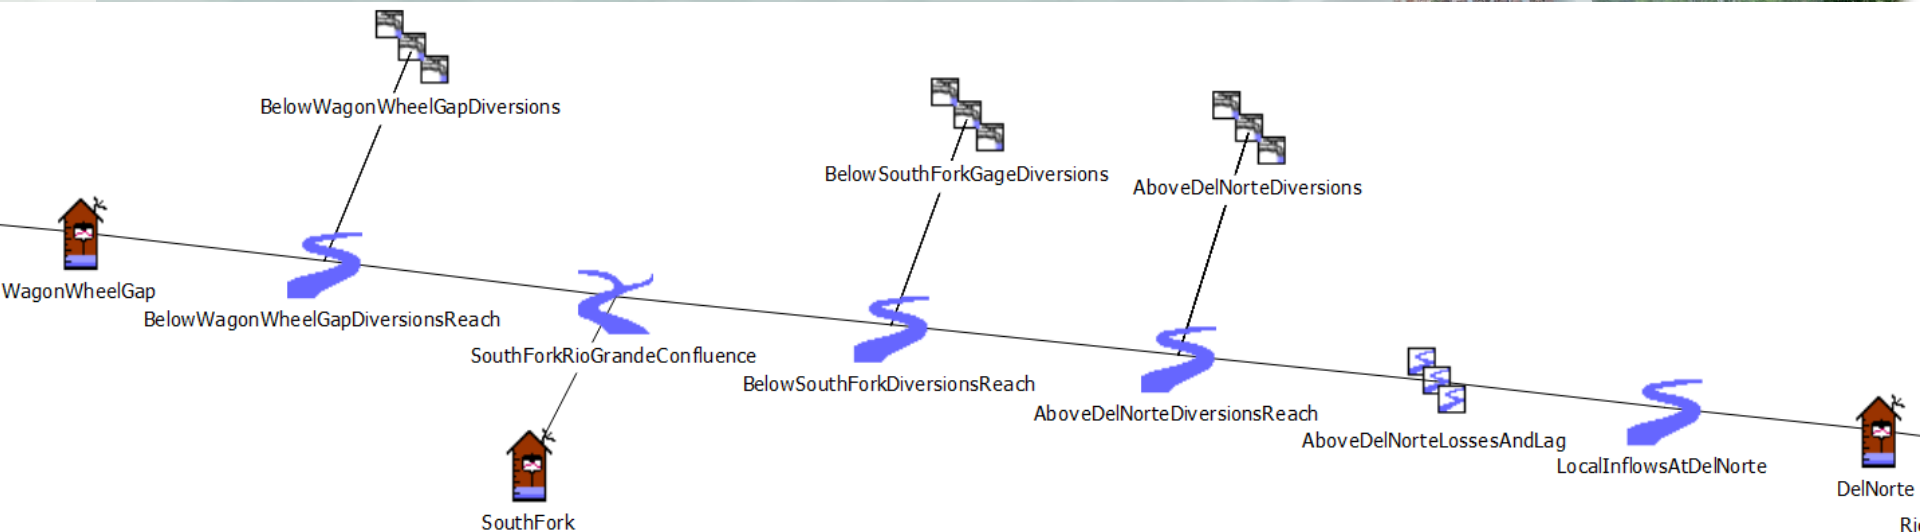 BelowWagonWheelGapDiversions
BelowSouthForkGageDiversions
AboveDelNorteDiversions
WagonWheelGap
BelowWagonWheelGapDiversionsReach
SouthForkRioGrandeConfluence
BelowSouthForkDiversionsReach
AboveDelNorteDiversionsReach
AboveDelNorteLossesAndLag
LocalInflowsAtDelNorte
DelNorte
SouthFork